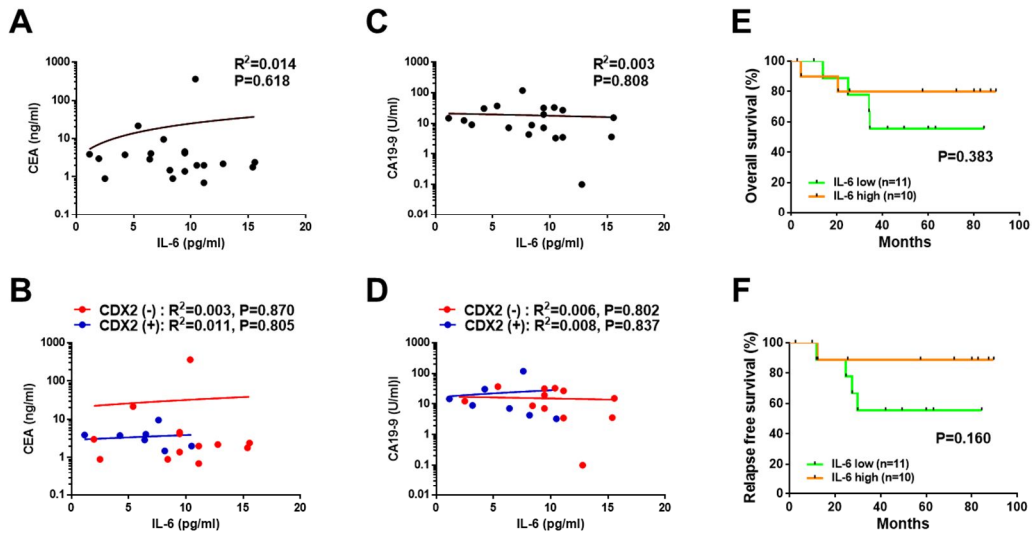 A
R²=0.014
P=0.618
CEA (ng/ml)
1000
100
10
1
0.1
0
5
10
15
20
IL-6 (pg/ml)
C
R²=0.003
P=0.808
CA19-9 (U/ml)
1000
100
10
1
0.1
0.01
0
5
10
15
20
IL-6 (pg/ml)
E
Overall survival (%)
100
80
60
40
20
0
P=0.383
IL-6 low (n=11)
IL-6 high (n=10)
0
20
40
60
80
100
Months
B
CDX2 (-) : R²=0.003, P=0.870
CDX2 (+): R²=0.011, P=0.805
CEA (ng/ml)
1000
100
10
1
0.1
0
5
10
15
20
IL-6 (pg/ml)
D
CDX2 (-) : R²=0.006, P=0.802
CDX2 (+): R²=0.008, P=0.837
CA19-9 (U/ml)l
1000
100
10
1
0.1
0.01
0
5
10
15
20
IL-6 (pg/ml)
F
Relapse free survival (%)
100
80
60
40
20
0
P=0.160
IL-6 low (n=11)
IL-6 high (n=10)
0
20
40
60
80
100
Months